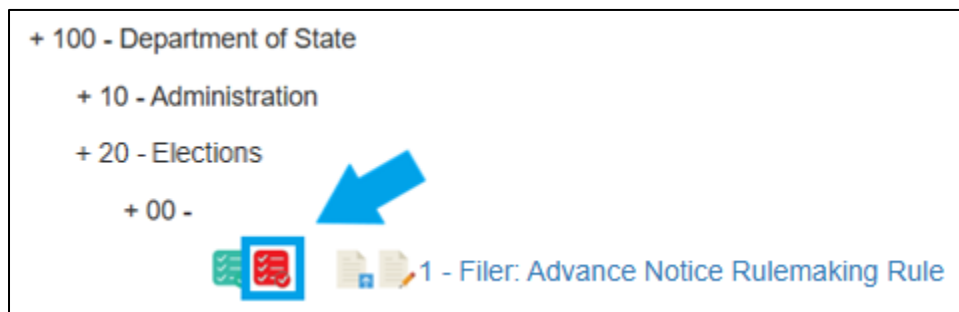 + 100 - Department of State
+ 10 - Administration
+ 20 - Elections
+ 00 -
1 - Filer: Advance Notice Rulemaking Rule